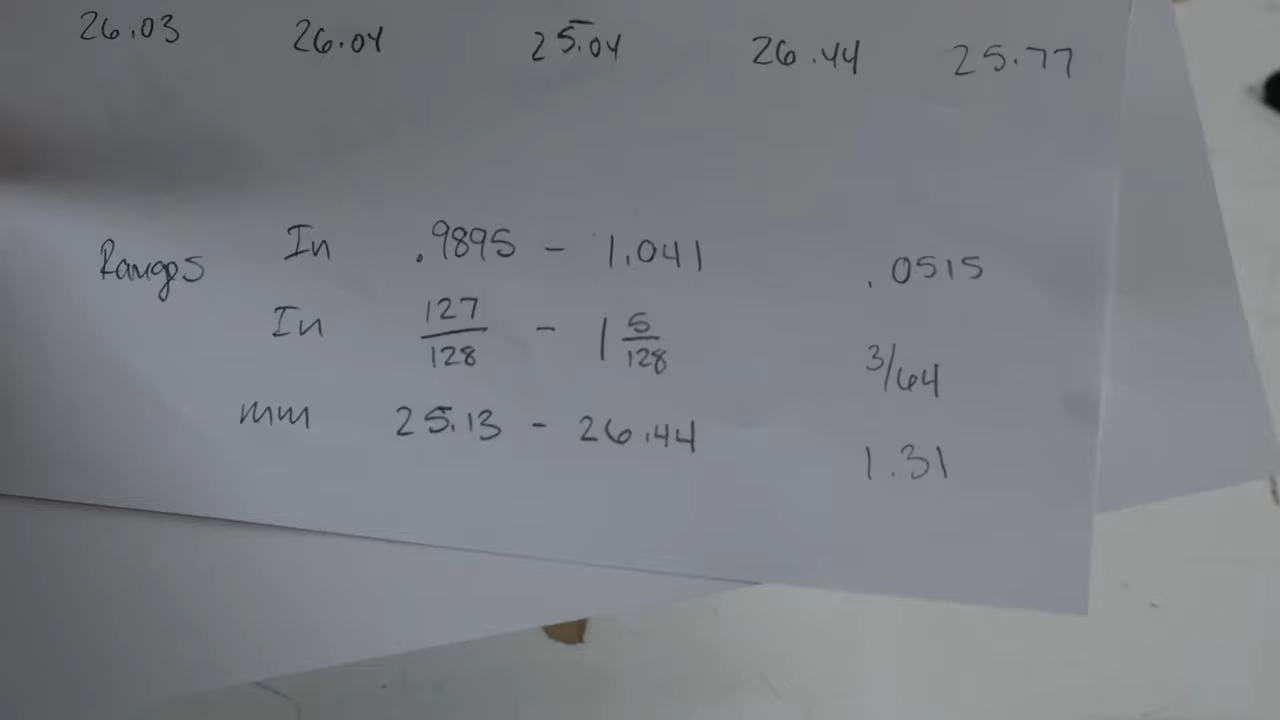 26.03 26.04 25.04 26.44 25.77
Ranges In .9895 - 1.041 .0515
In 127/128 - 1 5/128 3/64
mm 25.13 - 26.44 1.31